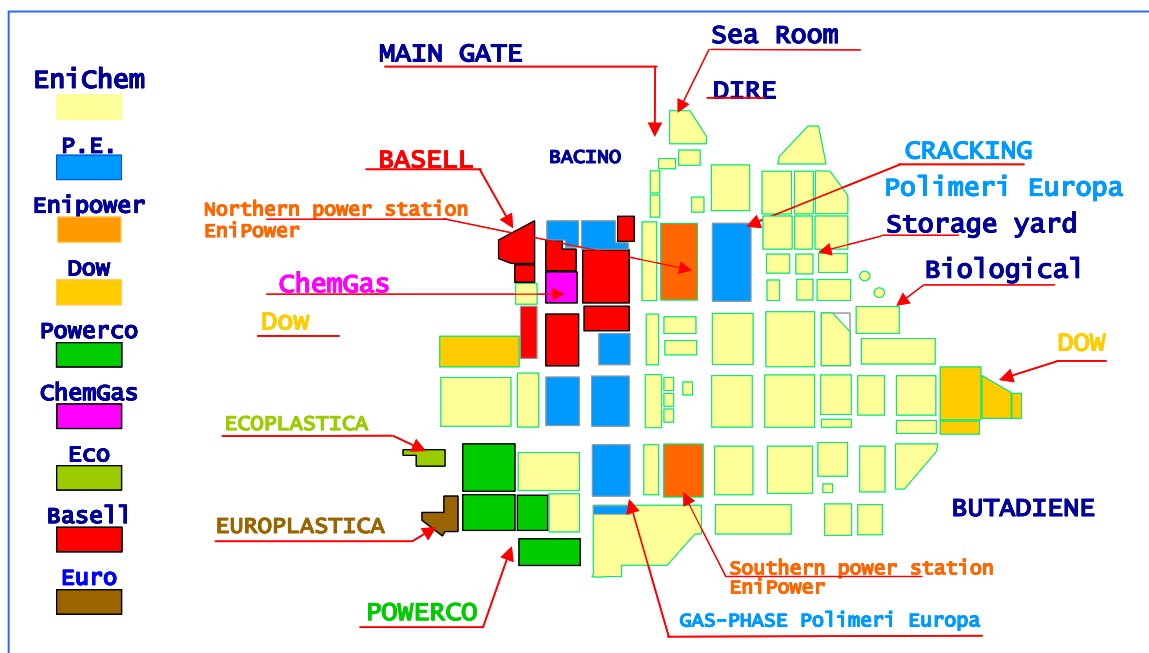 EniChem
P.E.
Enipower
Dow
Powerco
ChemGas
Eco
Basell
Euro
MAIN GATE
Sea Room
DIRE
BACINO
BASELL
CRACKING
Polimeri Europa
Northern power station
EniPower
Storage yard
Biological
ChemGas
Dow
DOW
ECOPLASTICA
EUROPLASTICA
BUTADIENE
Southern power station
EniPower
POWERCO
GAS-PHASE Polimeri Europa